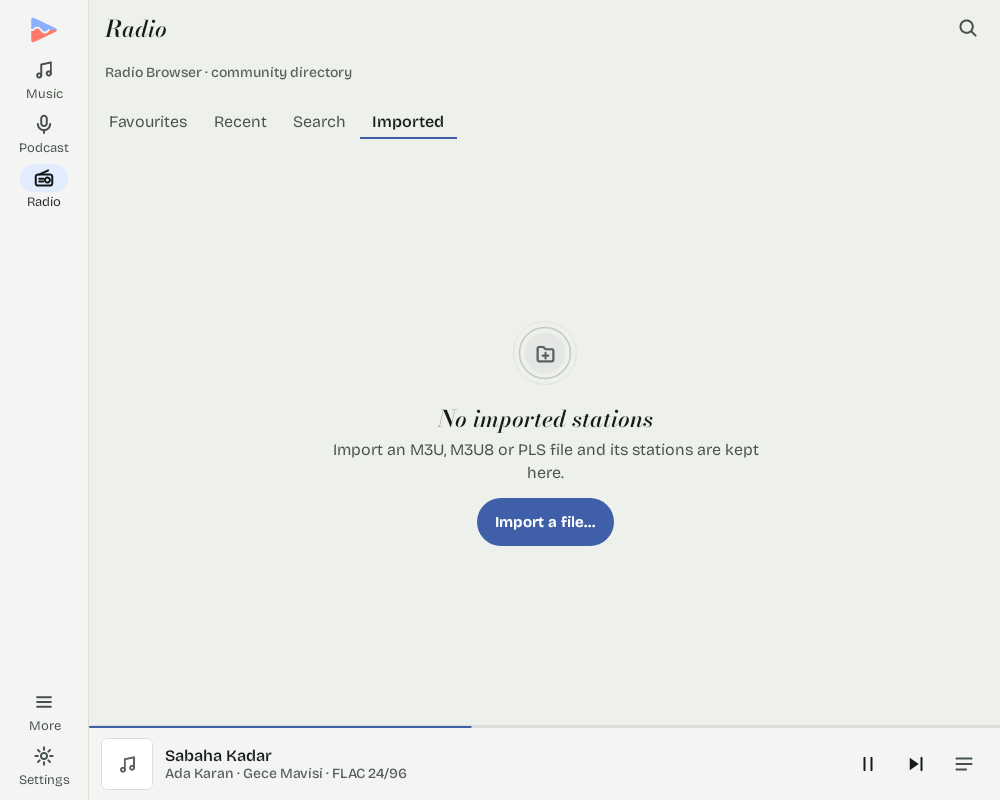 Radio
Radio Browser · community directory
Favourites
Recent
Search
Imported
Music
Podcast
Radio
No imported stations
Import an M3U, M3U8 or PLS file and its stations are kept
here.
Import a file...
More
Settings
Sabaha Kadar
Ada Karan · Gece Mavisi · FLAC 24/96